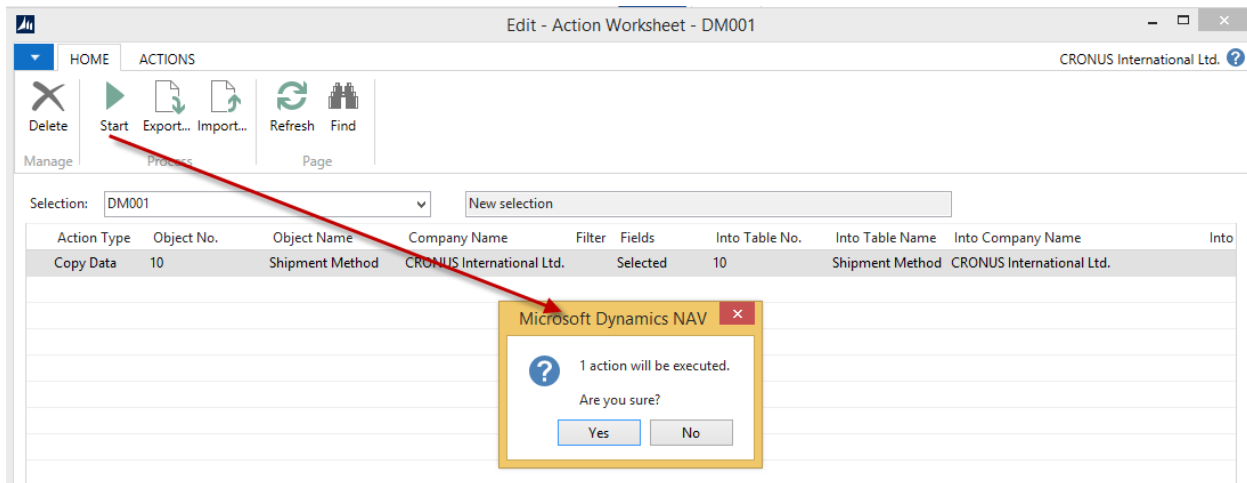 Edit - Action Worksheet - DM001
HOME ACTIONS CRONUS International Ltd. ?
Delete Start Export... Import... Refresh Find
Manage Process Page
Selection: DM001 New selection
Action Type Object No. Object Name Company Name Filter Fields Into Table No. Into Table Name Into Company Name Into
Copy Data 10 Shipment Method CRONUS International Ltd. Selected 10 Shipment Method CRONUS International Ltd.
Microsoft Dynamics NAV
? 1 action will be executed.
Are you sure?
Yes No